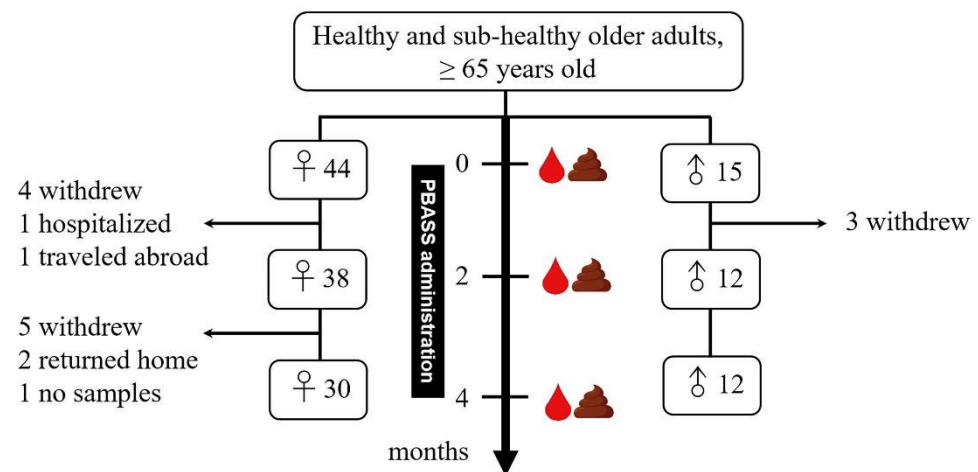 Healthy and sub-healthy older adults,
≥ 65 years old
♀ 44
4 withdrew
1 hospitalized
1 traveled abroad
♀ 38
5 withdrew
2 returned home
1 no samples
♀ 30
PBASS administration
0
2
4
months
♂ 15
3 withdrew
♂ 12
♂ 12